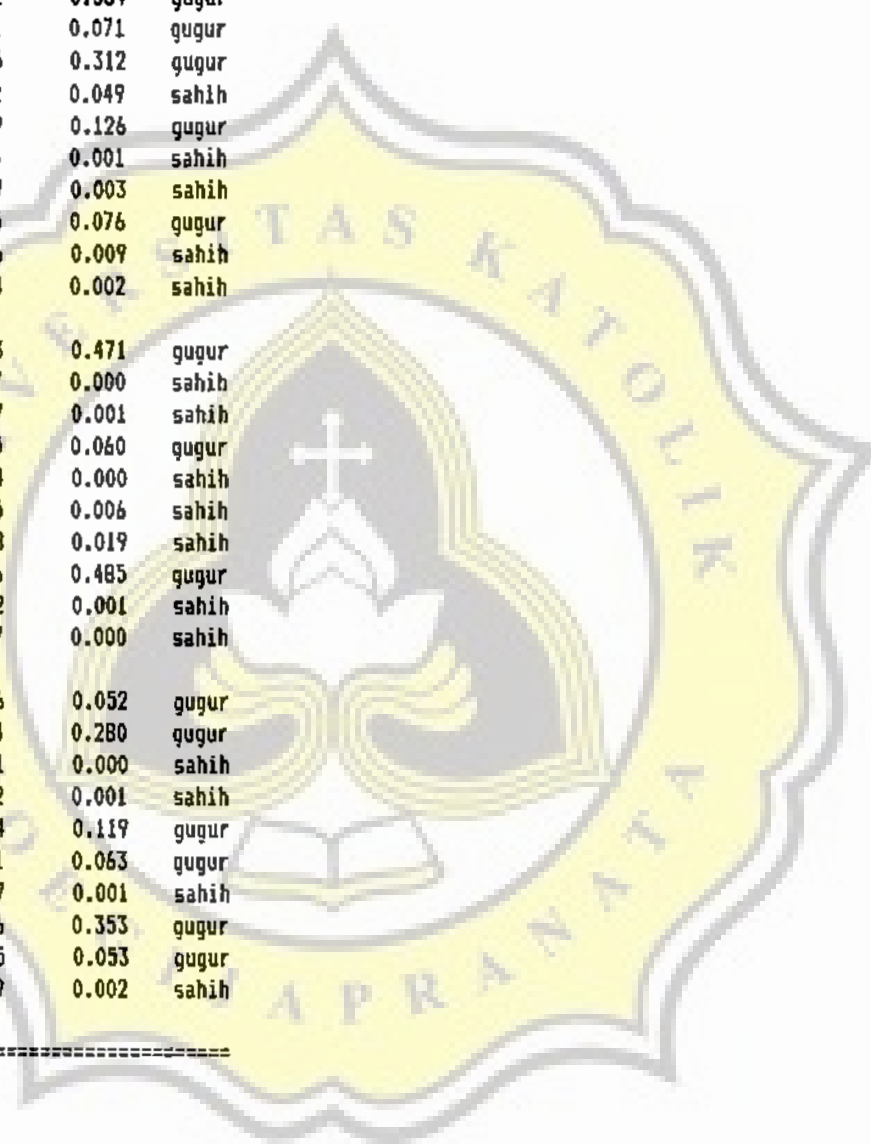 gugur
0.071 gugur
0.312 gugur
0.049 sahih
0.126 gugur
0.001 sahih
0.003 sahih
0.076 gugur
0.009 sahih
0.002 sahih
0.471 gugur
0.000 sahih
0.001 sahih
0.060 gugur
0.000 sahih
0.006 sahih
0.019 sahih
0.485 gugur
0.001 sahih
0.000 sahih
0.052 gugur
0.280 gugur
0.000 sahih
0.001 sahih
0.119 gugur
0.063 gugur
0.001 sahih
0.353 gugur
0.053 gugur
0.002 sahih
VERSITAS KATOLIK
APRANATA